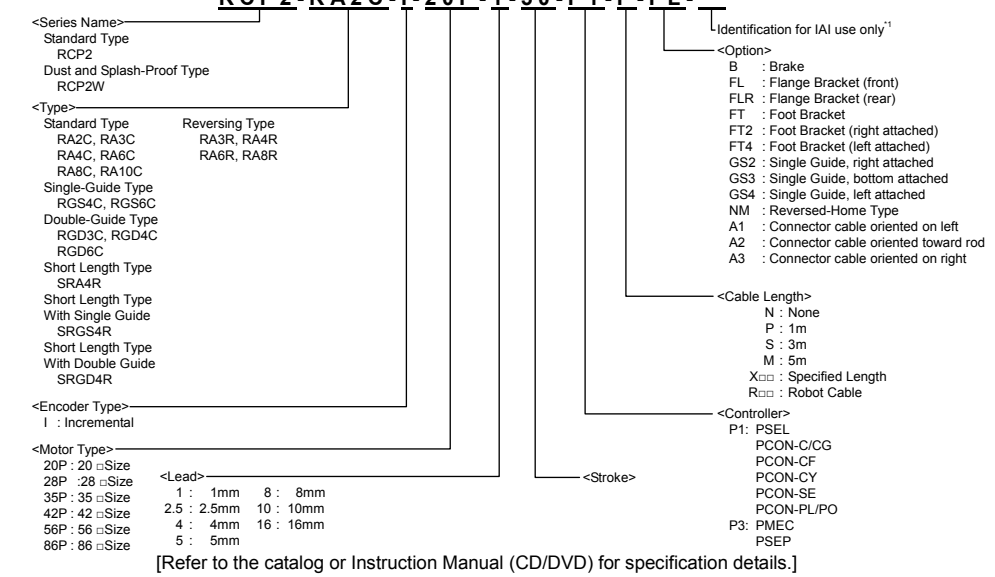 RCP2-RA2C-I-20P-1-50-P1-P-FL-
<Series Name>
Standard Type
RCP2
Dust and Splash-Proof Type
RCP2W
<Type>
Standard Type Reversing Type
RA2C, RA3C RA3R, RA4R
RA4C, RA6C RA6R, RA8R
RA8C, RA10C
Single-Guide Type
RGS4C, RGS6C
Double-Guide Type
RGD3C, RGD4C
RGD6C
Short Length Type
SRA4R
Short Length Type
With Single Guide
SRGS4R
Short Length Type
With Double Guide
SRGD4R
<Encoder Type>
I : Incremental
<Motor Type>
20P : 20 □Size
28P :28 □Size
35P : 35 □Size
42P : 42 □Size
56P : 56 □Size
86P : 86 □Size
<Lead>
1 : 1mm 8 : 8mm
2.5 : 2.5mm 10 : 10mm
4 : 4mm 16 : 16mm
5 : 5mm
<Stroke>
Identification for IAI use only*1
<Option>
B : Brake
FL : Flange Bracket (front)
FLR : Flange Bracket (rear)
FT : Foot Bracket
FT2 : Foot Bracket (right attached)
FT4 : Foot Bracket (left attached)
GS2 : Single Guide, right attached
GS3 : Single Guide, bottom attached
GS4 : Single Guide, left attached
NM : Reversed-Home Type
A1 : Connector cable oriented on left
A2 : Connector cable oriented toward rod
A3 : Connector cable oriented on right
<Cable Length>
N : None
P : 1m
S : 3m
M : 5m
X□□ : Specified Length
R□□ : Robot Cable
<Controller>
P1: PSEL
PCON-C/CG
PCON-CF
PCON-CY
PCON-SE
PCON-PL/PO
P3: PMEC
PSEP
[Refer to the catalog or Instruction Manual (CD/DVD) for specification details.]